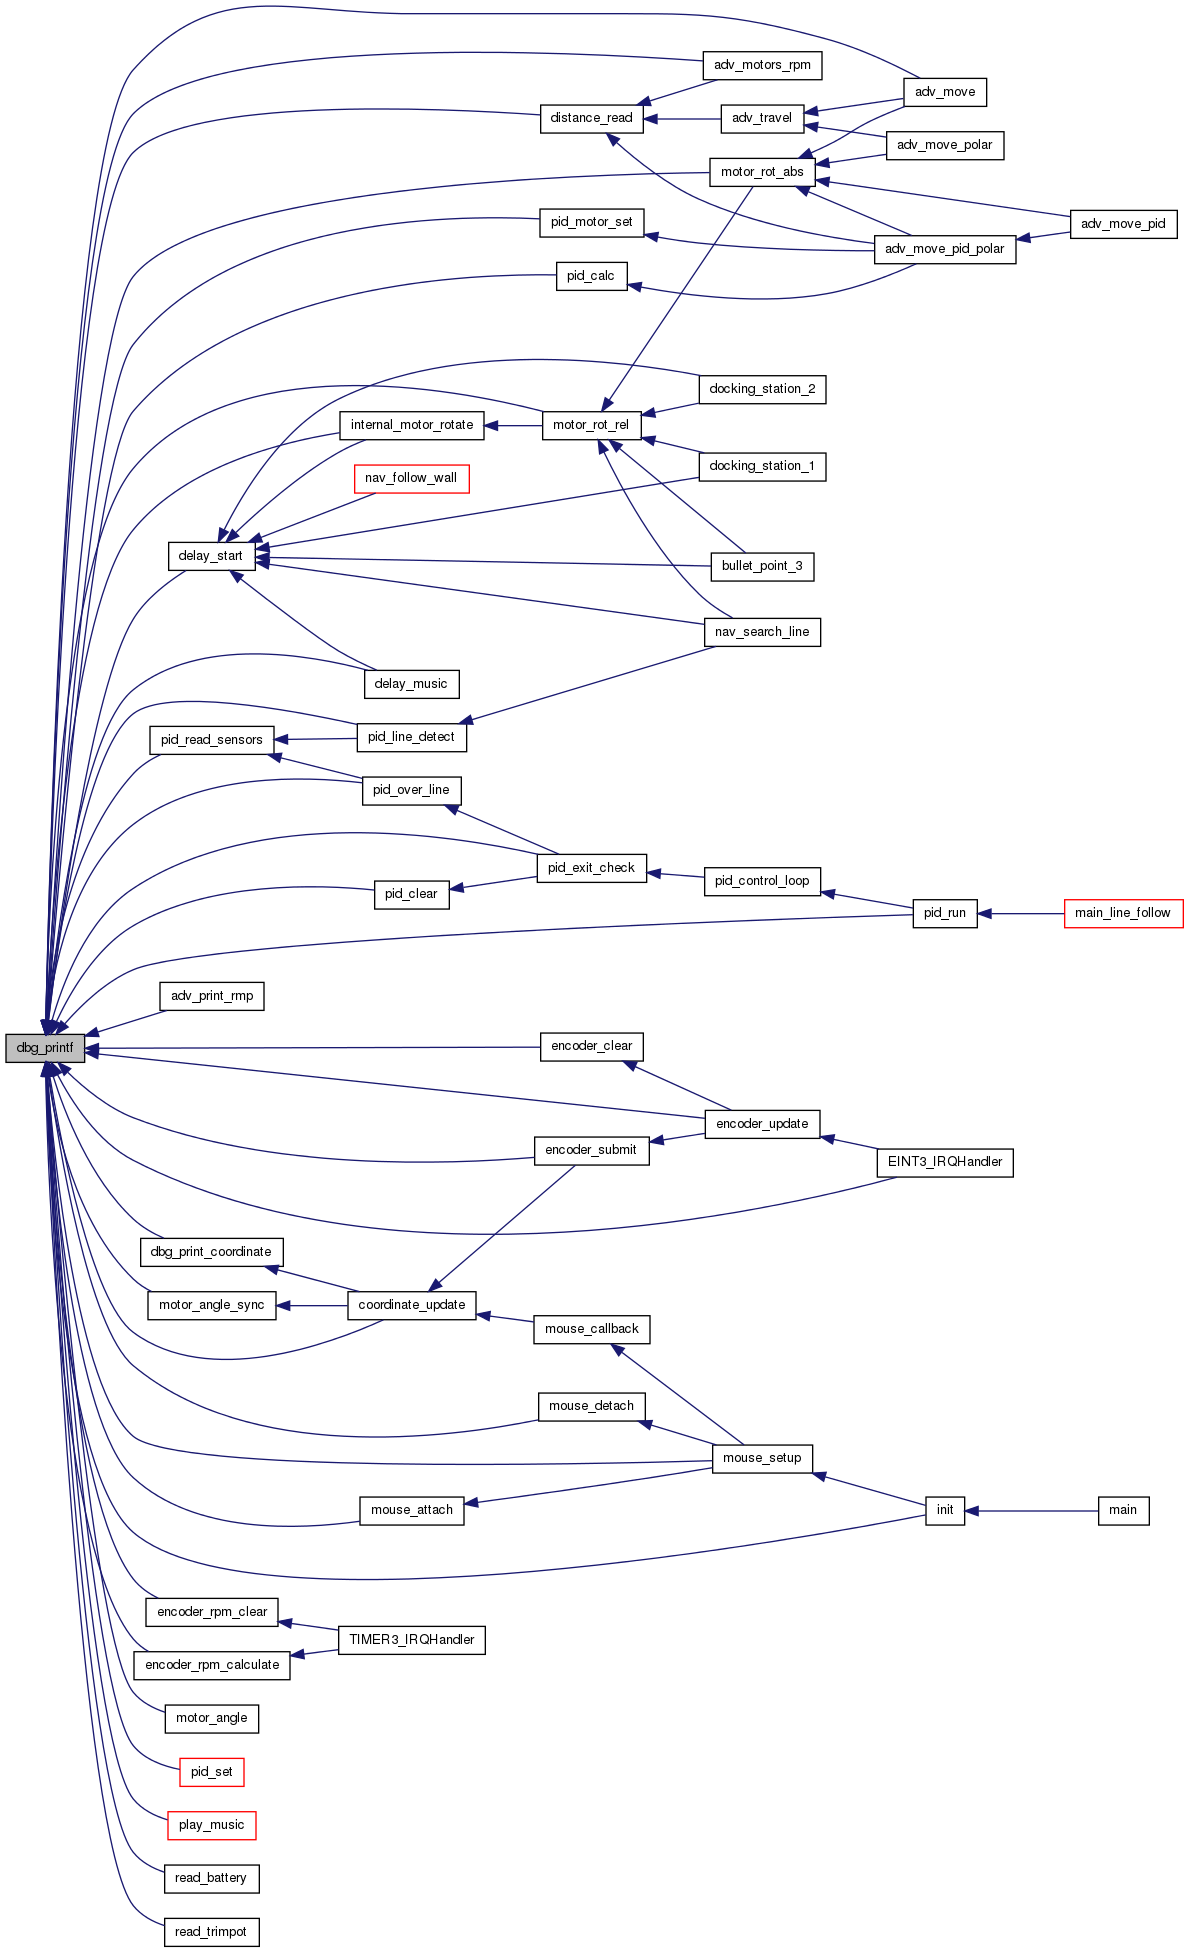 adv_motors_rpm
adv_move
distance_read
adv_travel
adv_move_polar
motor_rot_abs
pid_motor_set
adv_move_pid
adv_move_pid_polar
pid_calc
docking_station_2
internal_motor_rotate
motor_rot_rel
docking_station_1
nav_follow_wall
delay_start
bullet_point_3
nav_search_line
delay_music
pid_read_sensors
pid_line_detect
pid_over_line
pid_exit_check
pid_control_loop
pid_clear
pid_run
main_line_follow
adv_print_rmp
dbg_printf
encoder_clear
encoder_update
encoder_submit
EINT3_IRQHandler
dbg_print_coordinate
motor_angle_sync
coordinate_update
mouse_callback
mouse_detach
mouse_setup
mouse_attach
init
main
encoder_rpm_clear
TIMER3_IRQHandler
encoder_rpm_calculate
motor_angle
pid_set
play_music
read_battery
read_trimpot